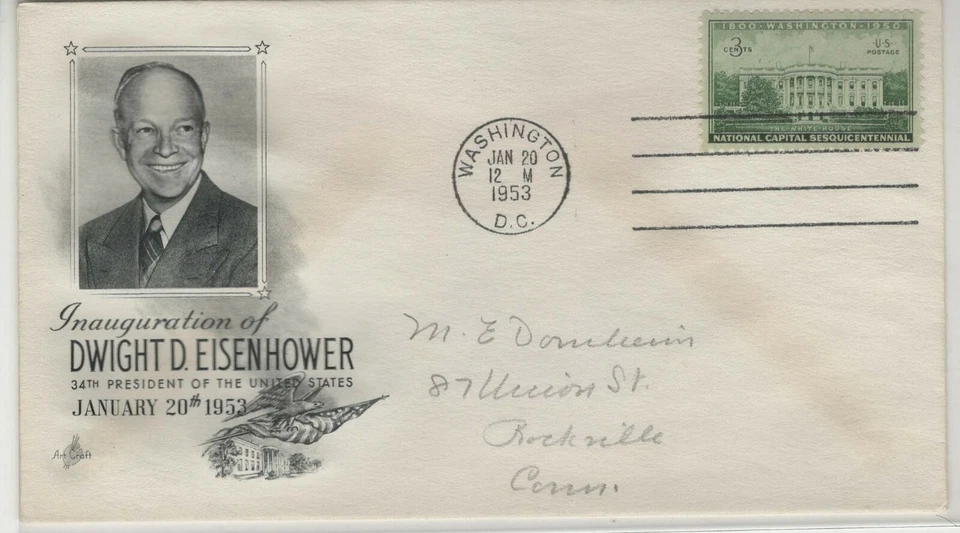 Inauguration of
DWIGHT D. EISENHOWER
34TH PRESIDENT OF THE UNITED STATES
JANUARY 20th 1953
Art Craft
WASHINGTON
JAN 20
12 M
1953
D.C.
1800 · WASHINGTON · 1950
3 CENTS
U·S· POSTAGE
THE WHITE HOUSE
NATIONAL CAPITAL SESQUICENTENNIAL
M. E Dornheim
87 Union St.
Rockville
Conn.